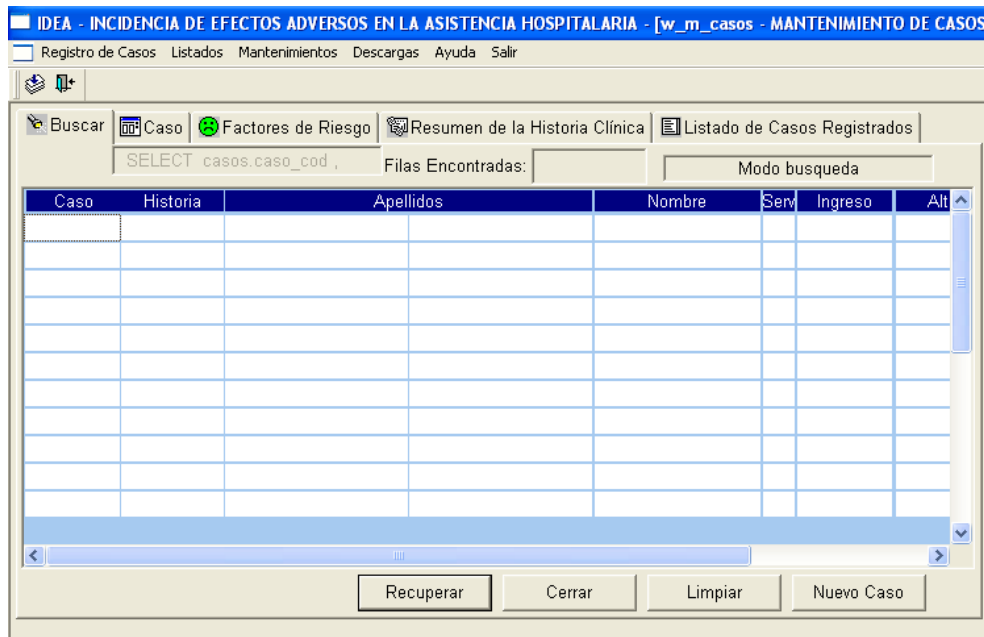 IDEA - INCIDENCIA DE EFECTOS ADVERSOS EN LA ASISTENCIA HOSPITALARIA - [w_m_casos - MANTENIMIENTO DE CASOS
Registro de Casos Listados Mantenimientos Descargas Ayuda Salir
Buscar Caso Factores de Riesgo Resumen de la Historia Clínica Listado de Casos Registrados
SELECT casos.caso_cod , Filas Encontradas: Modo busqueda
Caso Historia Apellidos Nombre Serv Ingreso Alt
Recuperar Cerrar Limpiar Nuevo Caso